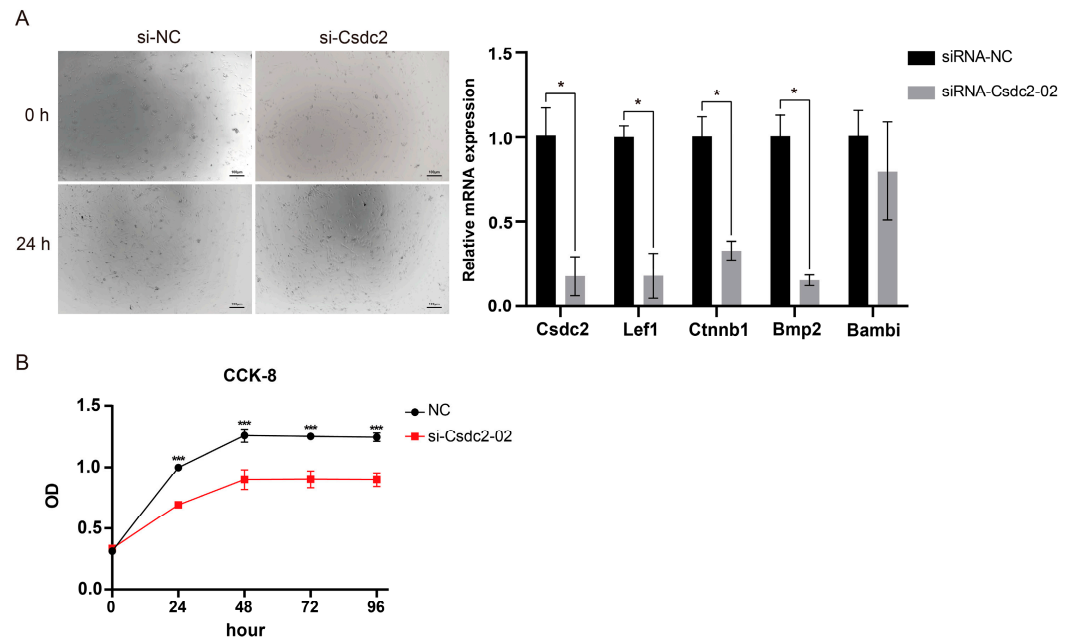 A
si-NC si-Csdc2
0 h
24 h
100μm
100μm
Relative mRNA expression
1.5
1.0
0.5
0.0
* * * *
Csdc2 Lef1 Ctnnb1 Bmp2 Bambi
siRNA-NC
siRNA-Csdc2-02
B
CCK-8
OD
1.5
1.0
0.5
0.0
*** *** *** ***
0 24 48 72 96
hour
NC
si-Csdc2-02